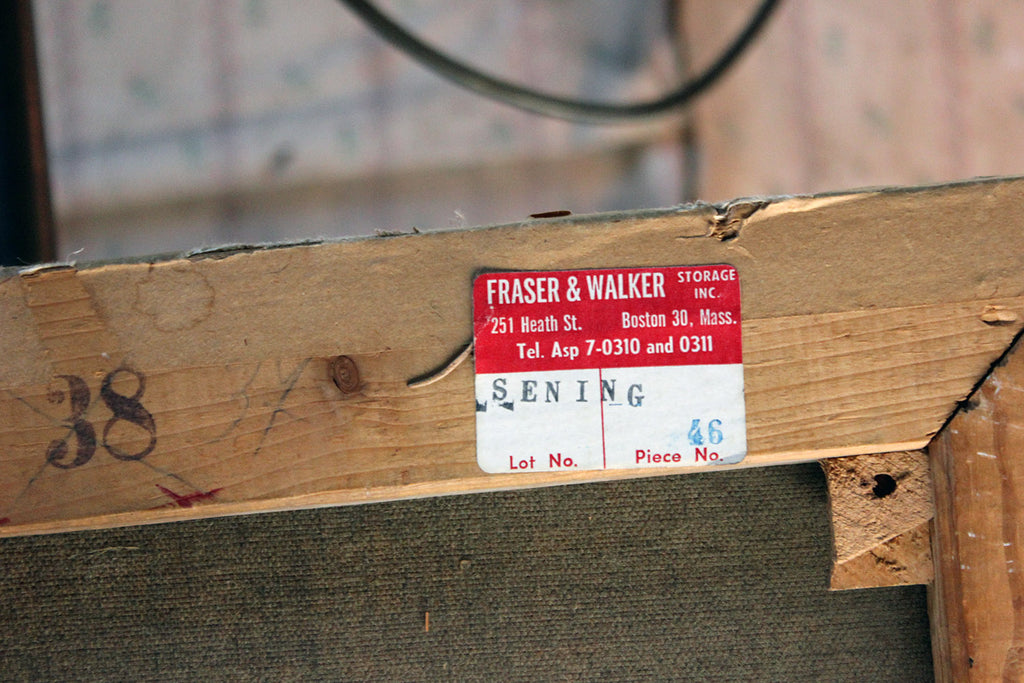 FRASER & WALKER STORAGE INC.
251 Heath St. Boston 30, Mass.
Tel. Asp 7-0310 and 0311
SENING
46
Lot No. Piece No.
38